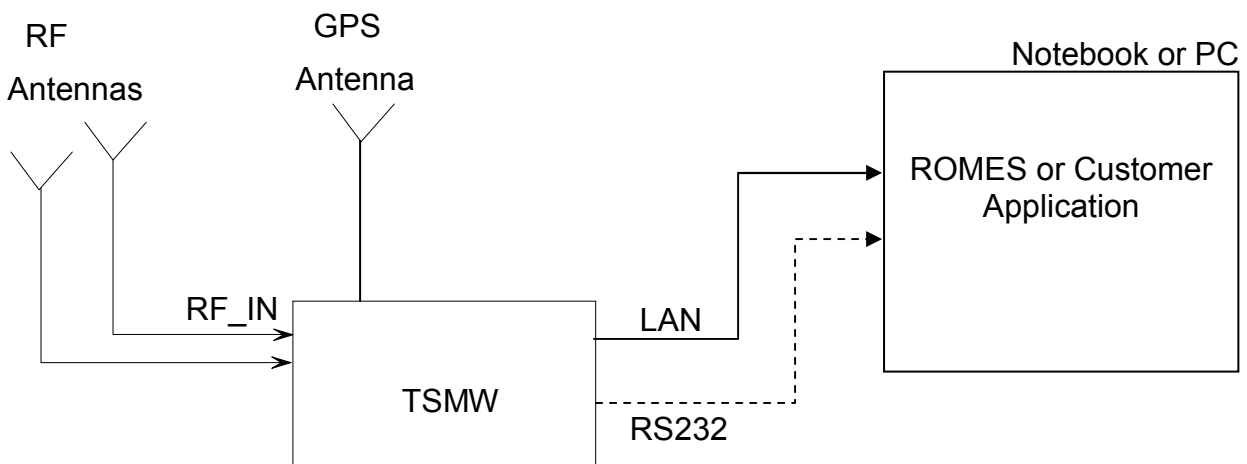 RF
Antennas
GPS
Antenna
Notebook or PC
ROMES or Customer
Application
RF_IN
LAN
TSMW
RS232